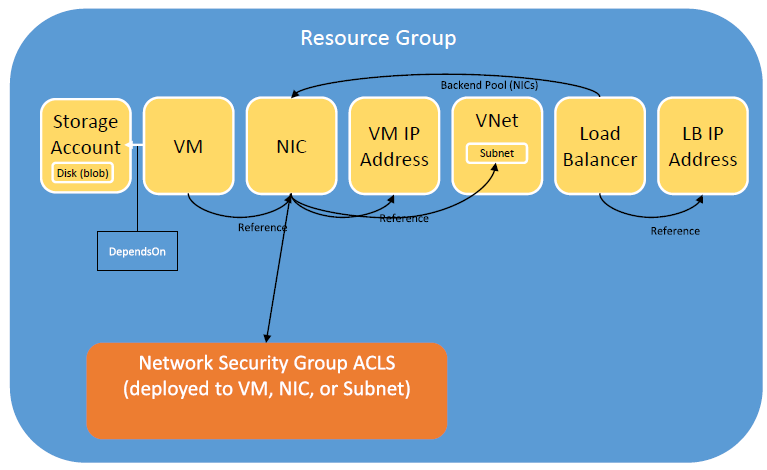 Resource Group
Backend Pool (NICs)
Storage
Account
Disk (blob)
VM
NIC
VM IP
Address
VNet
Subnet
Load
Balancer
LB IP
Address
Reference
Reference
Reference
DependsOn
Network Security Group ACLS
(deployed to VM, NIC, or Subnet)